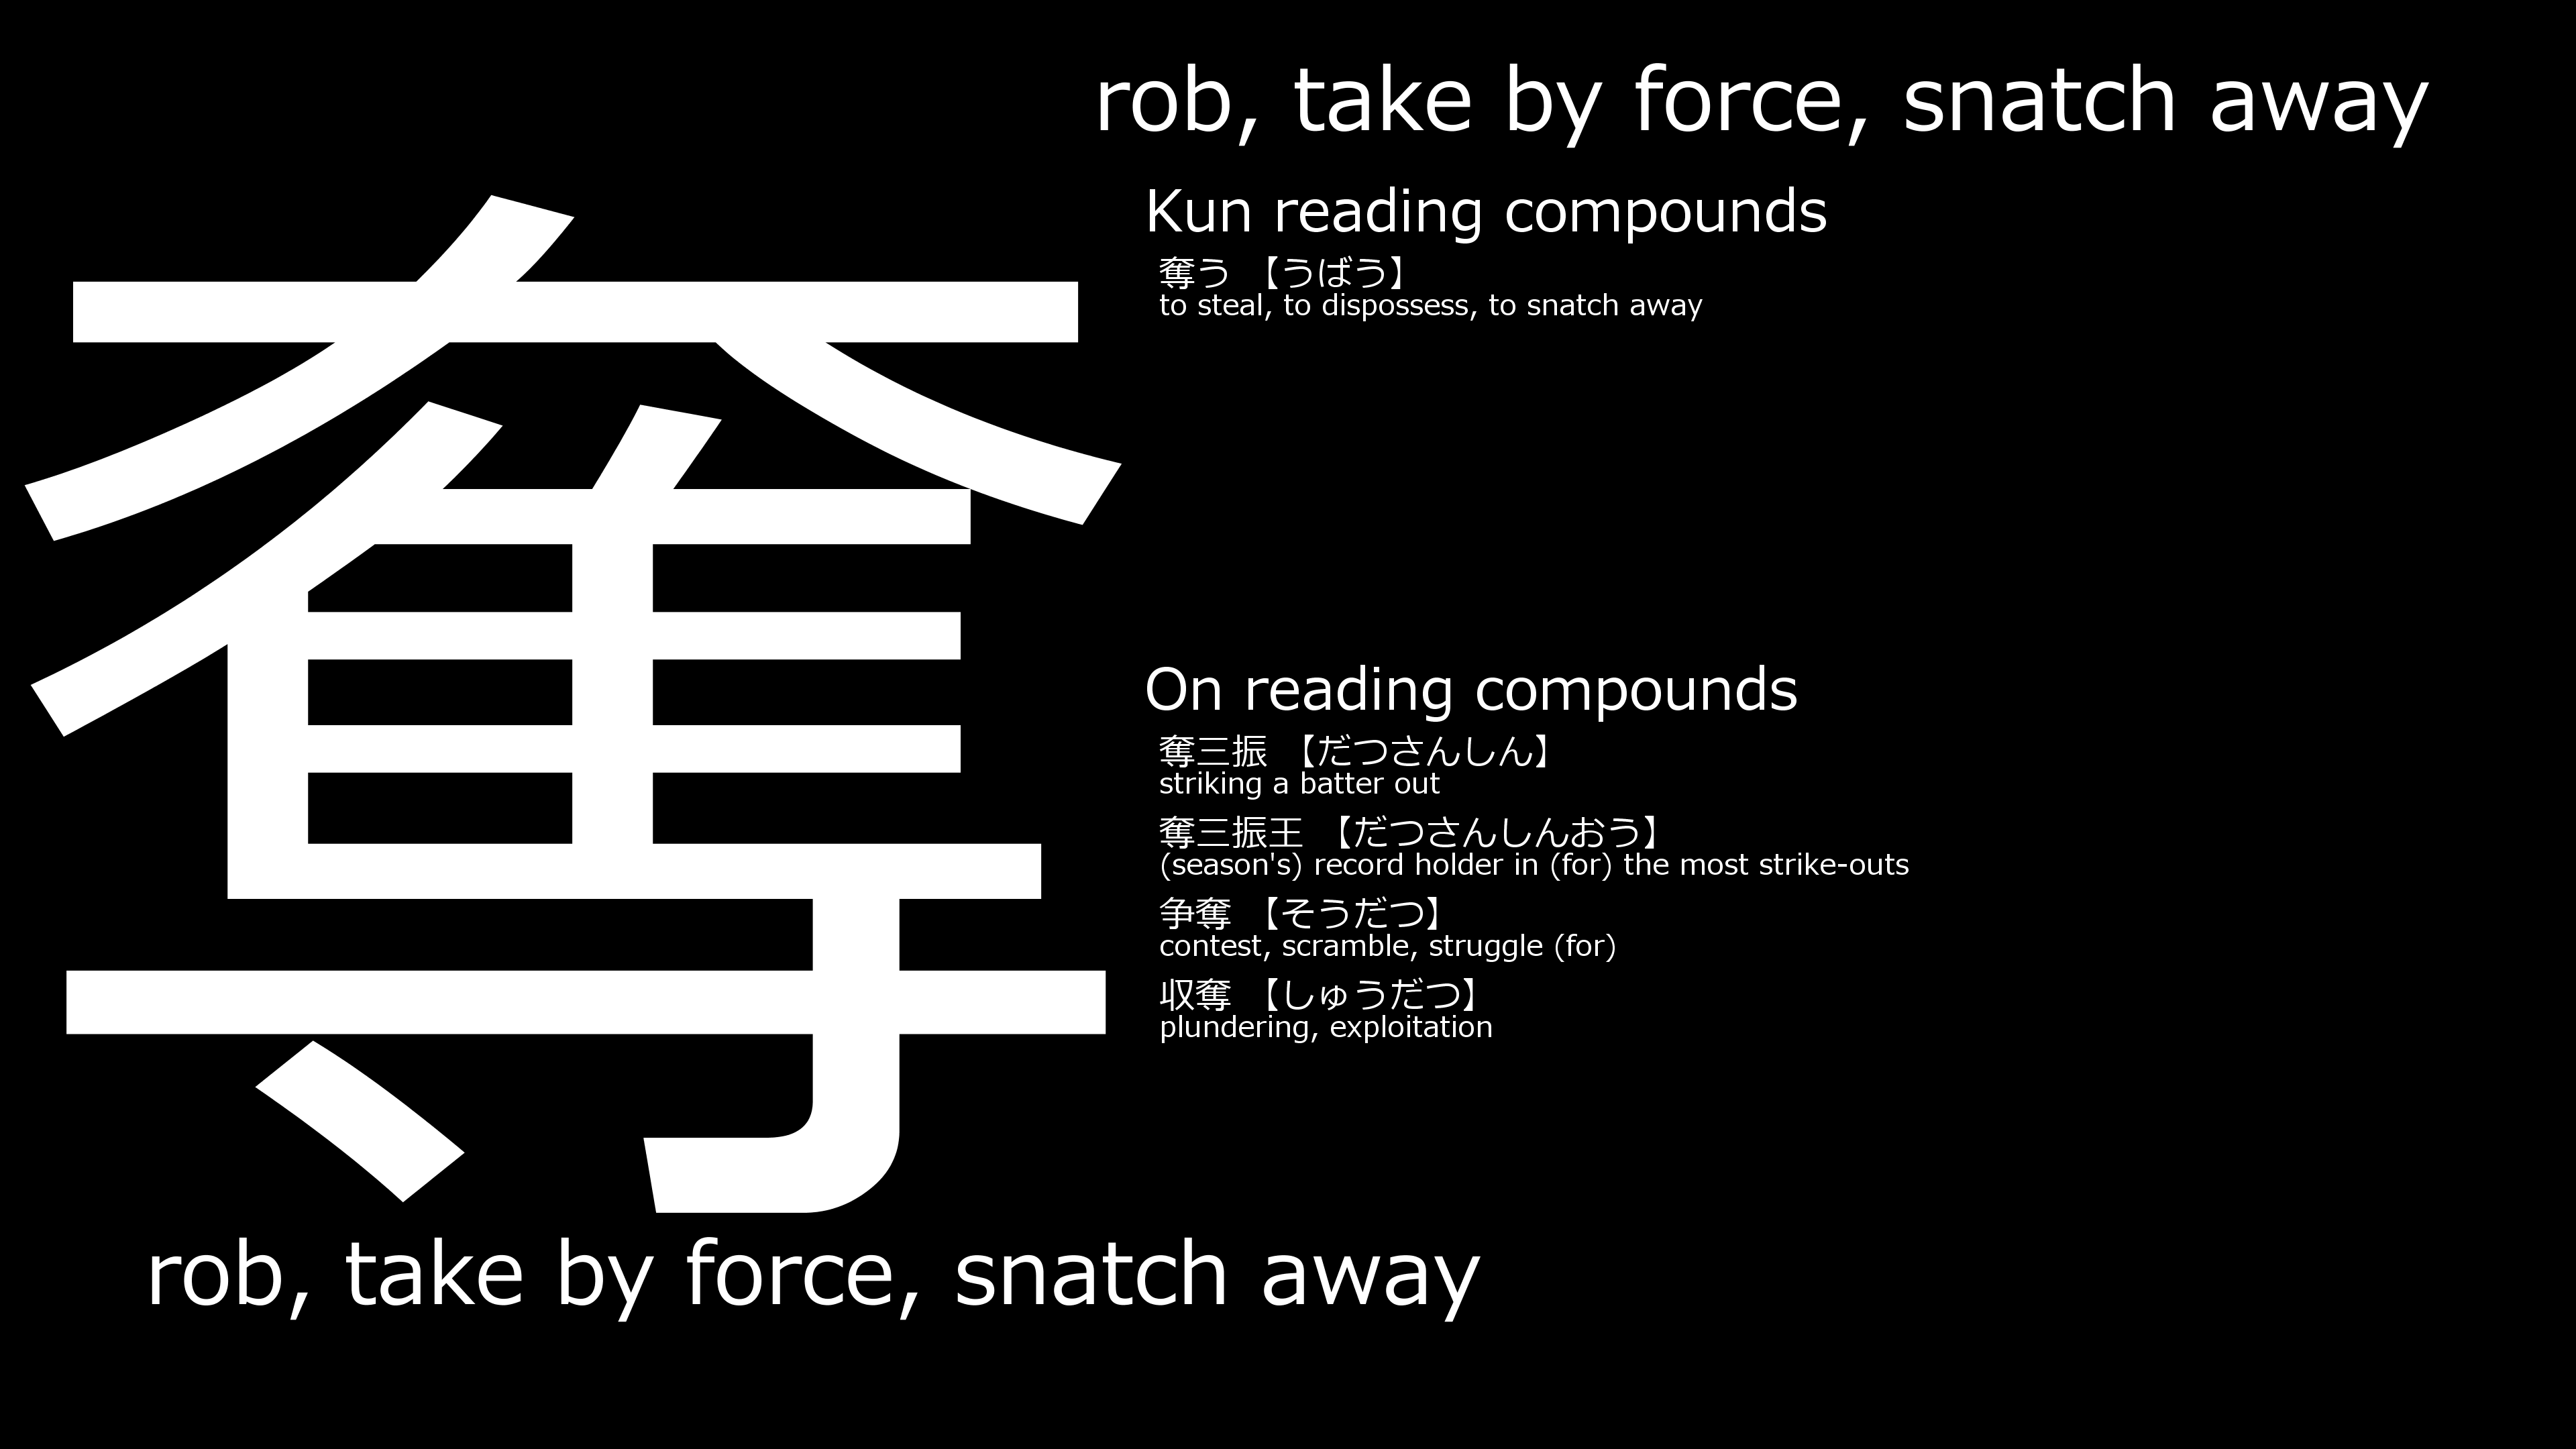 奪
rob, take by force, snatch away
Kun reading compounds
奪う 【うばう】
to steal, to dispossess, to snatch away
On reading compounds
奪三振 【だつさんしん】
striking a batter out
奪三振王 【だつさんしんおう】
(season's) record holder in (for) the most strike-outs
争奪 【そうだつ】
contest, scramble, struggle (for)
収奪 【しゅうだつ】
plundering, exploitation
rob, take by force, snatch away